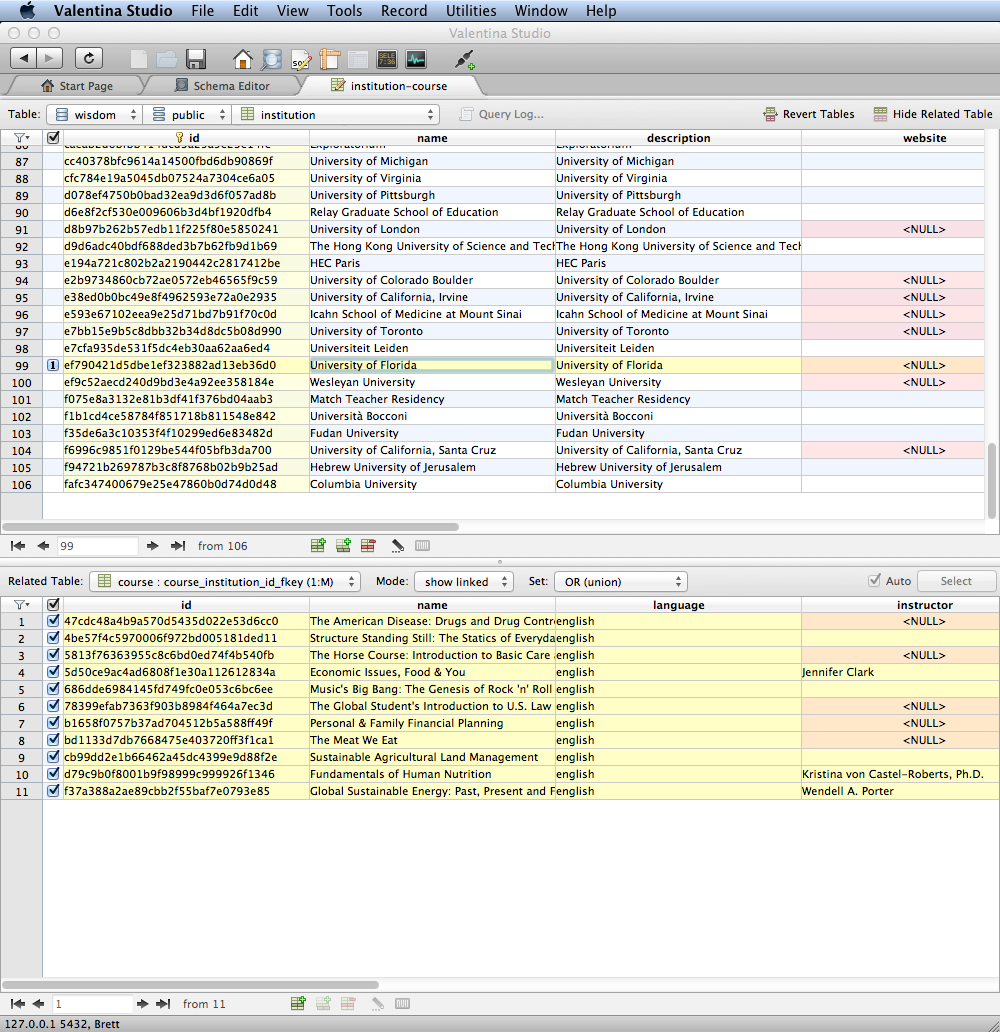 Valentina Studio File Edit View Tools Record Utilities Window Help
Valentina Studio
Start Page Schema Editor institution-course
Table: wisdom public institution Query Log... Revert Tables Hide Related Table
id name description website
87 cc40378bfc9614a14500fbd6db90869f University of Michigan University of Michigan
88 cfc784e19a5045db07524a7304ce6a05 University of Virginia University of Virginia
89 d078ef4750b0bad32ea9d3d6f057ad8b University of Pittsburgh University of Pittsburgh
90 d6e8f2cf530e009606b3d4bf1920dfb4 Relay Graduate School of Education Relay Graduate School of Education
91 d8b97b262b57edb11f225f80e5850241 University of London University of London <NULL>
92 d9d6adc40bdf688ded3b7b62fb9d1b69 The Hong Kong University of Science and Tech The Hong Kong University of Science and Tech
93 e194a721c802b2a2190442c2817412be HEC Paris HEC Paris
94 e2b9734860cb72ae0572eb46565f9c59 University of Colorado Boulder University of Colorado Boulder <NULL>
95 e38ed0b0bc49e8f4962593e72a0e2935 University of California, Irvine University of California, Irvine <NULL>
96 e593e67102eea9e25d71bd7b91f70c0d Icahn School of Medicine at Mount Sinai Icahn School of Medicine at Mount Sinai <NULL>
97 e7bb15e9b5c8dbb32b34d8dc5b08d990 University of Toronto University of Toronto <NULL>
98 e7cfa935de531f5dc4eb30aa62aa6ed4 Universiteit Leiden Universiteit Leiden
99 1 ef790421d5dbe1ef323882ad13eb36d0 University of Florida University of Florida <NULL>
100 ef9c52aecd240d9bd3e4a92ee358184e Wesleyan University Wesleyan University <NULL>
101 f075e8a3132e81b3df41f376bd04aab3 Match Teacher Residency Match Teacher Residency
102 f1b1cd4ce58784f851718b811548e842 Università Bocconi Università Bocconi
103 f35de6a3c10353f4f10299ed6e83482d Fudan University Fudan University
104 f6996c9851f0129be544f05bfb3da700 University of California, Santa Cruz University of California, Santa Cruz <NULL>
105 f94721b269787b3c8f8768b02b9b25ad Hebrew University of Jerusalem Hebrew University of Jerusalem
106 fafc347400679e25e47860b0d74d0d48 Columbia University Columbia University
99 from 106
Related Table: course : course_institution_id_fkey (1:M) Mode: show linked Set: OR (union) Auto Select
id name language instructor
1 47cdc48a4b9a570d5435d022e53d6cc0 The American Disease: Drugs and Drug Contr english <NULL>
2 4be57f4c5970006f972bd005181ded11 Structure Standing Still: The Statics of Everyda english
3 5813f76363955c8c6bd0ed74f4b540fb The Horse Course: Introduction to Basic Care english <NULL>
4 5d50ce9ac4ad6808f1e30a112612834a Economic Issues, Food & You english Jennifer Clark
5 686dde6984145fd749fc0e053c6bc6ee Music's Big Bang: The Genesis of Rock 'n' Roll english
6 78399efab7363f903b8984f464a7ec3d The Global Student's Introduction to U.S. Law english <NULL>
7 b1658f0757b37ad704512b5a588ff49f Personal & Family Financial Planning english <NULL>
8 bd1133d7db7668475e403720ff3f1ca1 The Meat We Eat english <NULL>
9 cb99dd2e1b66462a45dc4399e9d88f2e Sustainable Agricultural Land Management english
10 d79c9b0f8001b9f98999c999926f1346 Fundamentals of Human Nutrition english Kristina von Castel-Roberts, Ph.D.
11 f37a388a2ae89cbb2f55baf7e0793e85 Global Sustainable Energy: Past, Present and F english Wendell A. Porter
1 from 11
127.0.0.1 5432, Brett